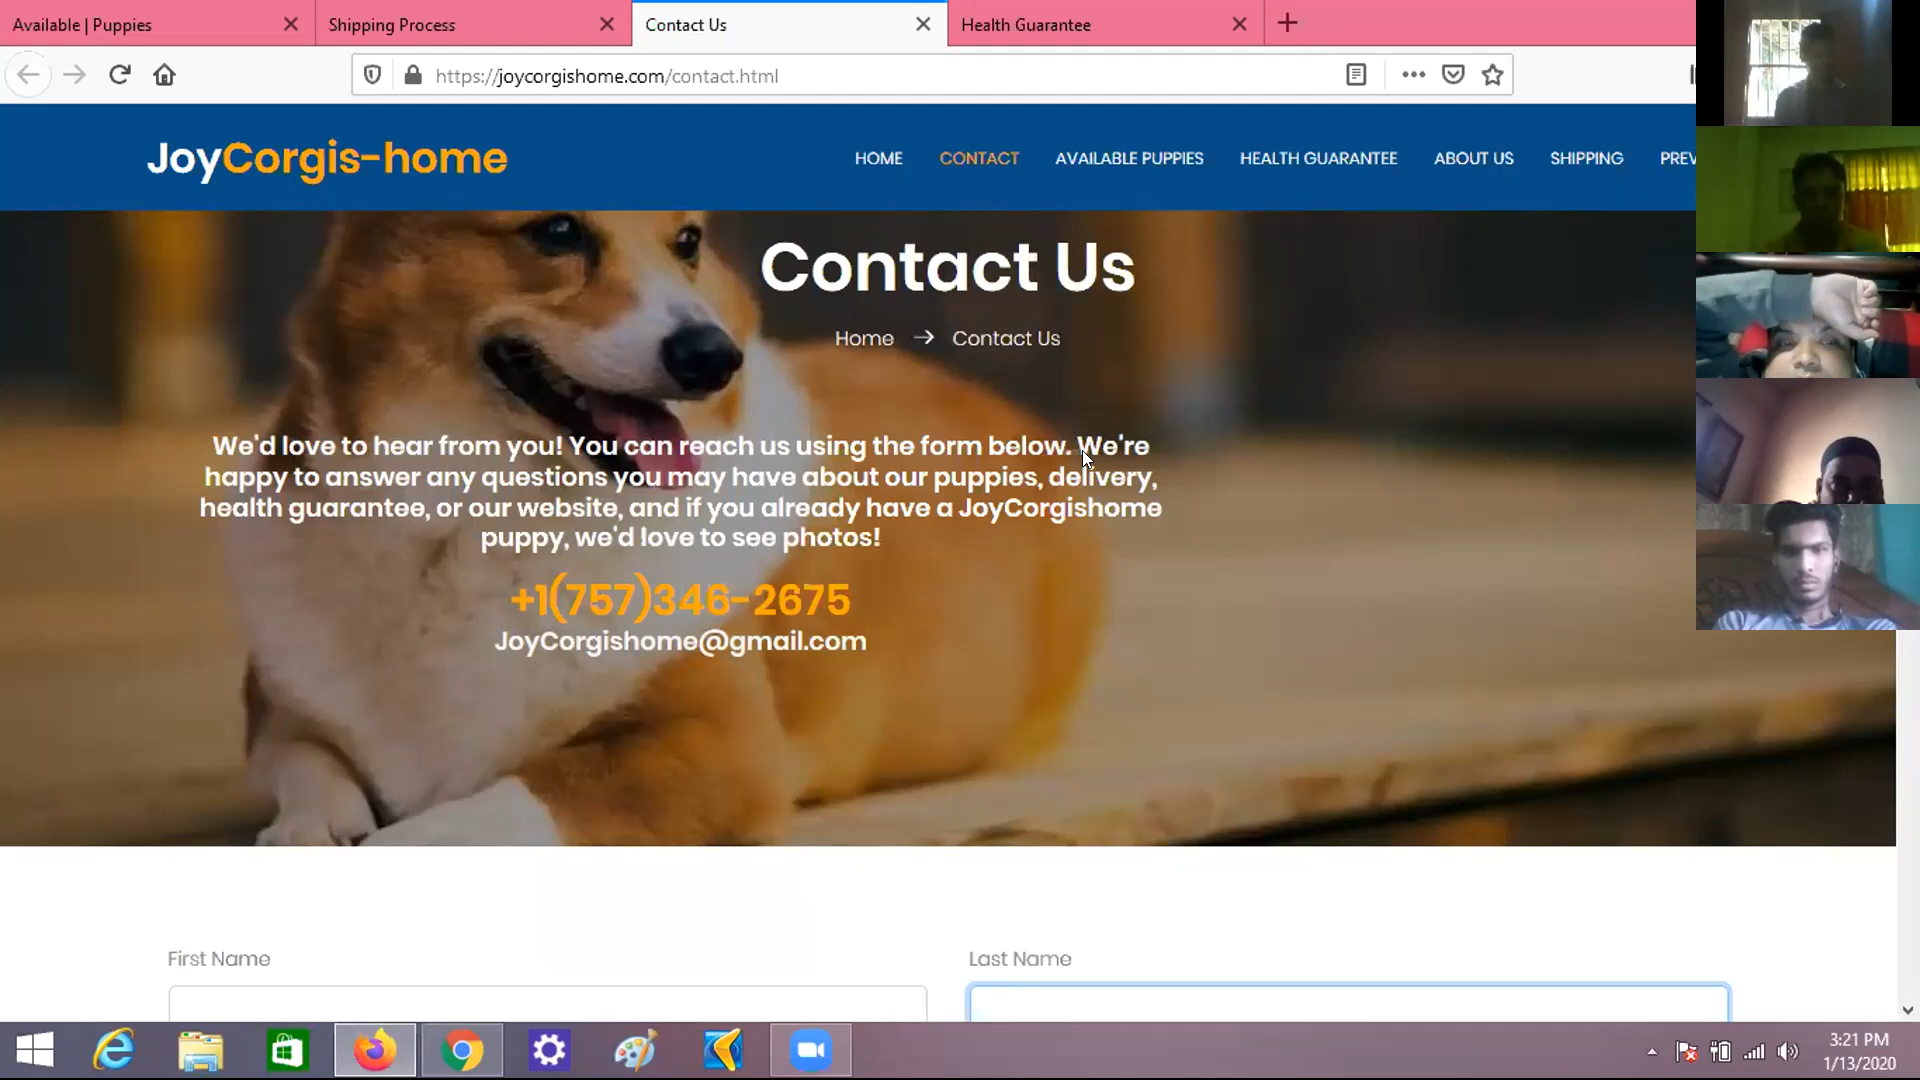 Available | Puppies
Shipping Process
Contact Us
Health Guarantee
https://joycorgishome.com/contact.html
JoyCorgis-home
HOME CONTACT AVAILABLE PUPPIES HEALTH GUARANTEE ABOUT US SHIPPING PREV
Contact Us
Home → Contact Us
We'd love to hear from you! You can reach us using the form below. We're
happy to answer any questions you may have about our puppies, delivery,
health guarantee, or our website, and if you already have a JoyCorgishome
puppy, we'd love to see photos!
+1(757)346-2675
JoyCorgishome@gmail.com
First Name
Last Name
3:21 PM
1/13/2020